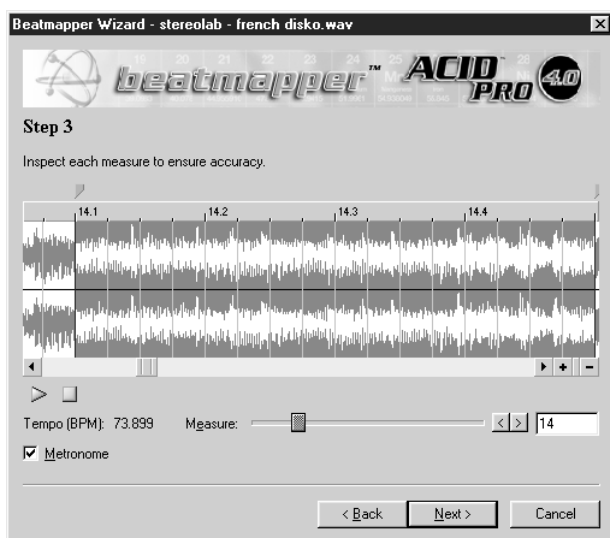 Beatmapper Wizard - stereolab - french disko.wav
beatmapper™ ACID PRO 4.0
Step 3
Inspect each measure to ensure accuracy.
14.1 14.2 14.3 14.4
Tempo (BPM): 73.899 Measure: 14
Metronome
< Back Next > Cancel